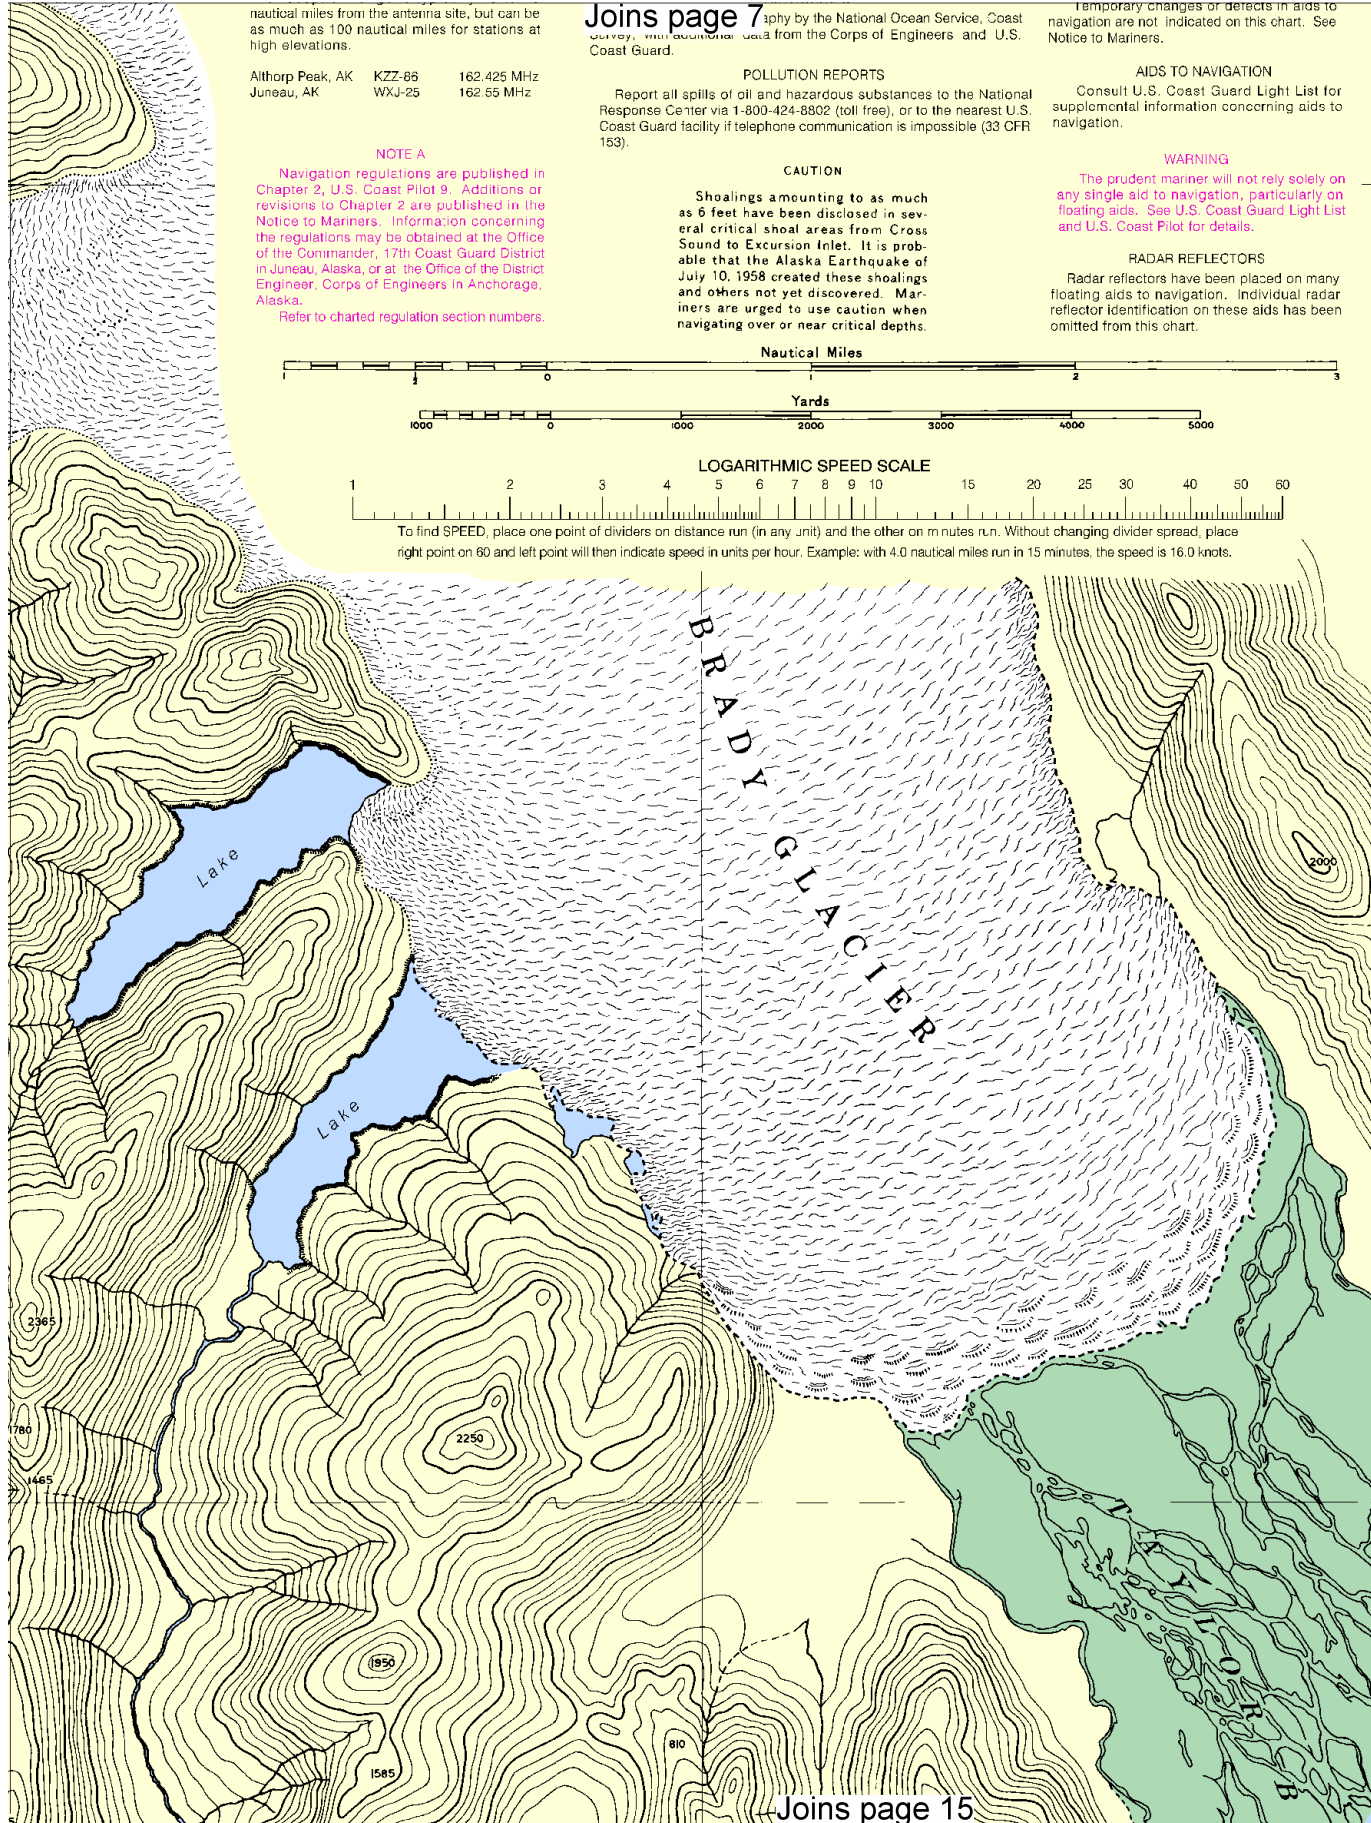 Joins page 7
nautical miles from the antenna site, but can be
as much as 100 nautical miles for stations at
high elevations.
Althorp Peak, AK KZZ-86 162.425 MHz
Juneau, AK WXJ-25 162.55 MHz
NOTE A
Navigation regulations are published in
Chapter 2, U.S. Coast Pilot 9. Additions or
revisions to Chapter 2 are published in the
Notice to Mariners. Information concerning
the regulations may be obtained at the Office
of the Commander, 17th Coast Guard District
in Juneau, Alaska, or at the Office of the District
Engineer, Corps of Engineers in Anchorage,
Alaska.
Refer to charted regulation section numbers.
by the National Ocean Service, Coast
Survey, with additional data from the Corps of Engineers and U.S.
Coast Guard.
POLLUTION REPORTS
Report all spills of oil and hazardous substances to the National
Response Center via 1-800-424-8802 (toll free), or to the nearest U.S.
Coast Guard facility if telephone communication is impossible (33 CFR
153).
CAUTION
Shoalings amounting to as much
as 6 feet have been disclosed in sev-
eral critical shoal areas from Cross
Sound to Excursion Inlet. It is prob-
able that the Alaska Earthquake of
July 10, 1958 created these shoalings
and others not yet discovered. Mar-
iners are urged to use caution when
navigating over or near critical depths.
Temporary changes or defects in aids to
navigation are not indicated on this chart. See
Notice to Mariners.
AIDS TO NAVIGATION
Consult U.S. Coast Guard Light List for
supplemental information concerning aids to
navigation.
WARNING
The prudent mariner will not rely solely on
any single aid to navigation, particularly on
floating aids. See U.S. Coast Guard Light List
and U.S. Coast Pilot for details.
RADAR REFLECTORS
Radar reflectors have been placed on many
floating aids to navigation. Individual radar
reflector identification on these aids has been
omitted from this chart.
Nautical Miles
1 ½ 0 1 2 3
Yards
1000 0 1000 2000 3000 4000 5000
LOGARITHMIC SPEED SCALE
1 2 3 4 5 6 7 8 9 10 15 20 25 30 40 50 60
To find SPEED, place one point of dividers on distance run (in any unit) and the other on minutes run. Without changing divider spread, place
right point on 60 and left point will then indicate speed in units per hour. Example: with 4.0 nautical miles run in 15 minutes, the speed is 16.0 knots.
BRADY GLACIER
2000
Lake
Lake
2365
780
2250
1465
TAYLOR B
1950
810
1585
Joins page 15